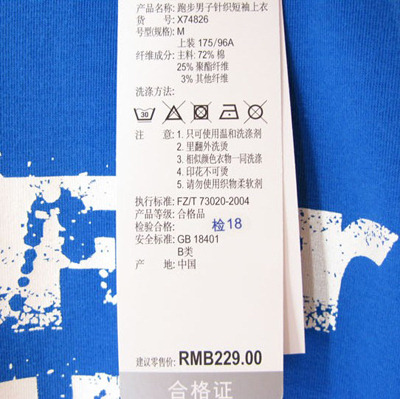 产品名称: 跑步男子针织短袖上衣
货 号: X74826
号型(规格): M
上装 175/96A
纤维成分: 主料: 72% 棉
25% 聚酯纤维
3% 其他纤维
洗涤方法:
30
注 意: 1. 只可使用温和洗涤剂
2. 里翻外洗烫
3. 相似颜色衣物一同洗涤
4. 印花不可烫
5. 请勿使用织物柔软剂
执行标准: FZ/T 73020-2004
产品等级: 合格品
检验合格: 检18
安全标准: GB 18401
B类
产 地: 中国
建议零售价: RMB229.00
合格证